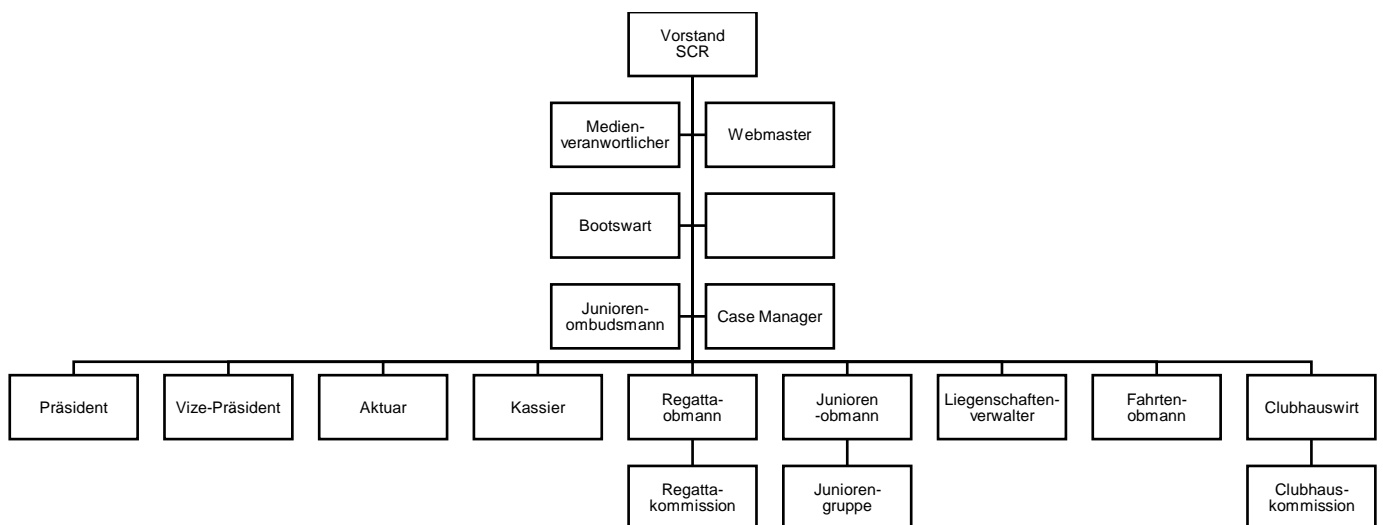 Vorstand
SCR
Medien-
veranwortlicher
Webmaster
Bootswart
Junioren-
ombudsmann
Case Manager
Präsident
Vize-Präsident
Aktuar
Kassier
Regatta-
obmann
Junioren
-obmann
Liegenschaften-
verwalter
Fahrten-
obmann
Clubhauswirt
Regatta-
kommission
Junioren-
gruppe
Clubhaus-
kommission